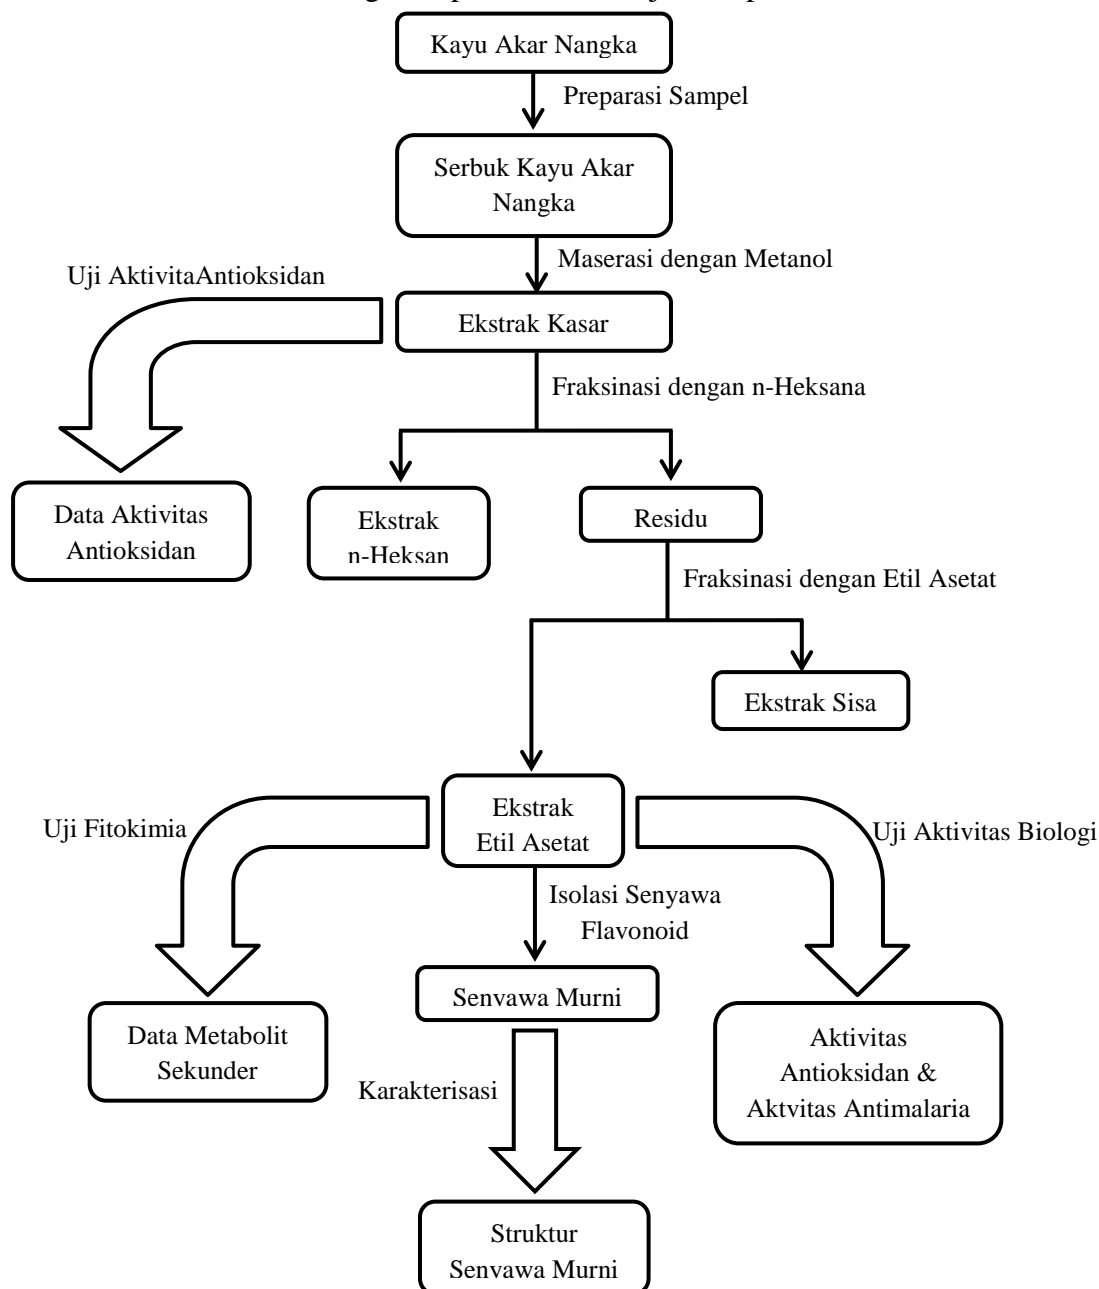 Kayu Akar Nangka
Preparasi Sampel
Serbuk Kayu Akar
Nangka
Maserasi dengan Metanol
Uji AktivitaAntioksidan
Ekstrak Kasar
Fraksinasi dengan n-Heksana
Data Aktivitas
Antioksidan
Ekstrak
n-Heksan
Residu
Fraksinasi dengan Etil Asetat
Ekstrak Sisa
Ekstrak
Etil Asetat
Uji Fitokimia
Uji Aktivitas Biologi
Isolasi Senyawa
Flavonoid
Senyawa Murni
Data Metabolit
Sekunder
Karakterisasi
Aktivitas
Antioksidan &
Aktvitas Antimalaria
Struktur
Senyawa Murni